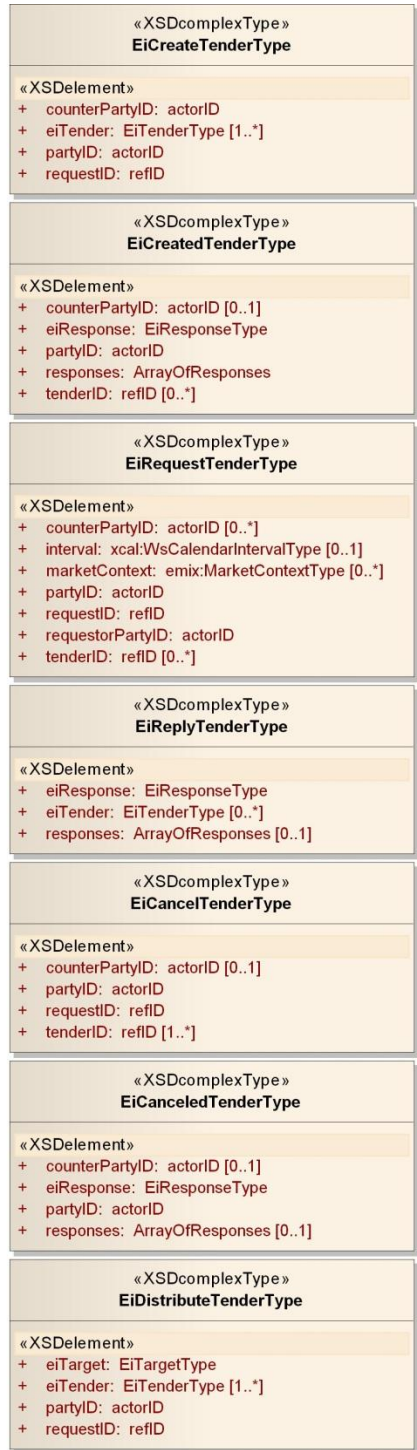 «XSDcomplexType»
EiCreateTenderType
«XSDelement»
+ counterPartyID: actorID
+ eiTender: EiTenderType [1..*]
+ partyID: actorID
+ requestID: refID
«XSDcomplexType»
EiCreatedTenderType
«XSDelement»
+ counterPartyID: actorID [0..1]
+ eiResponse: EiResponseType
+ partyID: actorID
+ responses: ArrayOfResponses
+ tenderID: refID [0..*]
«XSDcomplexType»
EiRequestTenderType
«XSDelement»
+ counterPartyID: actorID [0..*]
+ interval: xcal:WsCalendarIntervalType [0..1]
+ marketContext: emix:MarketContextType [0..*]
+ partyID: actorID
+ requestID: refID
+ requestorPartyID: actorID
+ tenderID: refID [0..*]
«XSDcomplexType»
EiReplyTenderType
«XSDelement»
+ eiResponse: EiResponseType
+ eiTender: EiTenderType [0..*]
+ responses: ArrayOfResponses [0..1]
«XSDcomplexType»
EiCancelTenderType
«XSDelement»
+ counterPartyID: actorID [0..1]
+ partyID: actorID
+ requestID: refID
+ tenderID: refID [1..*]
«XSDcomplexType»
EiCanceledTenderType
«XSDelement»
+ counterPartyID: actorID [0..1]
+ eiResponse: EiResponseType
+ partyID: actorID
+ responses: ArrayOfResponses [0..1]
«XSDcomplexType»
EiDistributeTenderType
«XSDelement»
+ eiTarget: EiTargetType
+ eiTender: EiTenderType [1..*]
+ partyID: actorID
+ requestID: refID